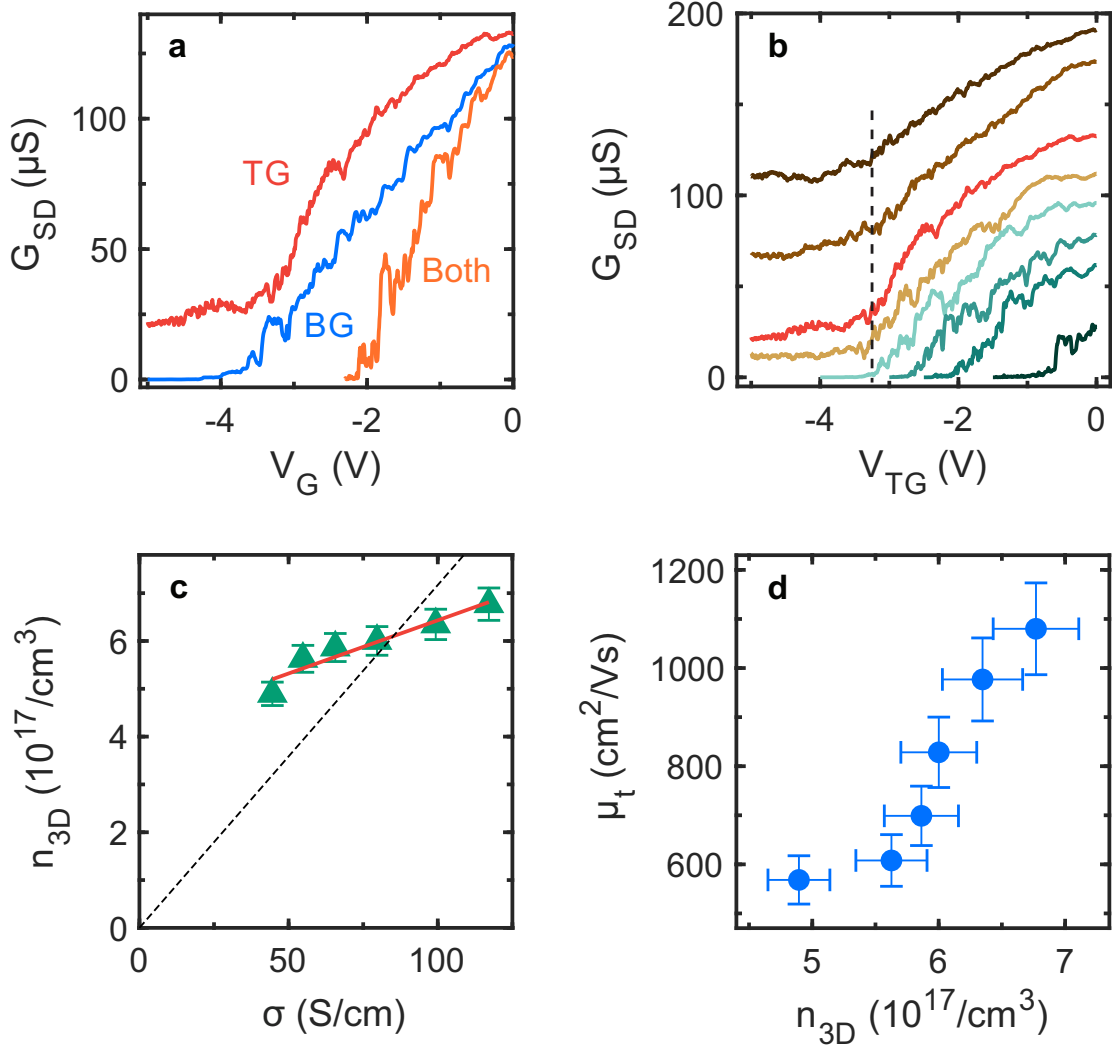 a
TG
BG
Both
G_SD (μS)
100
50
0
-4
-2
0
V_G (V)
b
G_SD (μS)
200
100
0
-4
-2
0
V_TG (V)
c
n_3D (10^17/cm^3)
6
4
2
0
0
50
100
σ (S/cm)
d
μ_t (cm^2/Vs)
1200
1000
800
600
5
6
7
n_3D (10^17/cm^3)